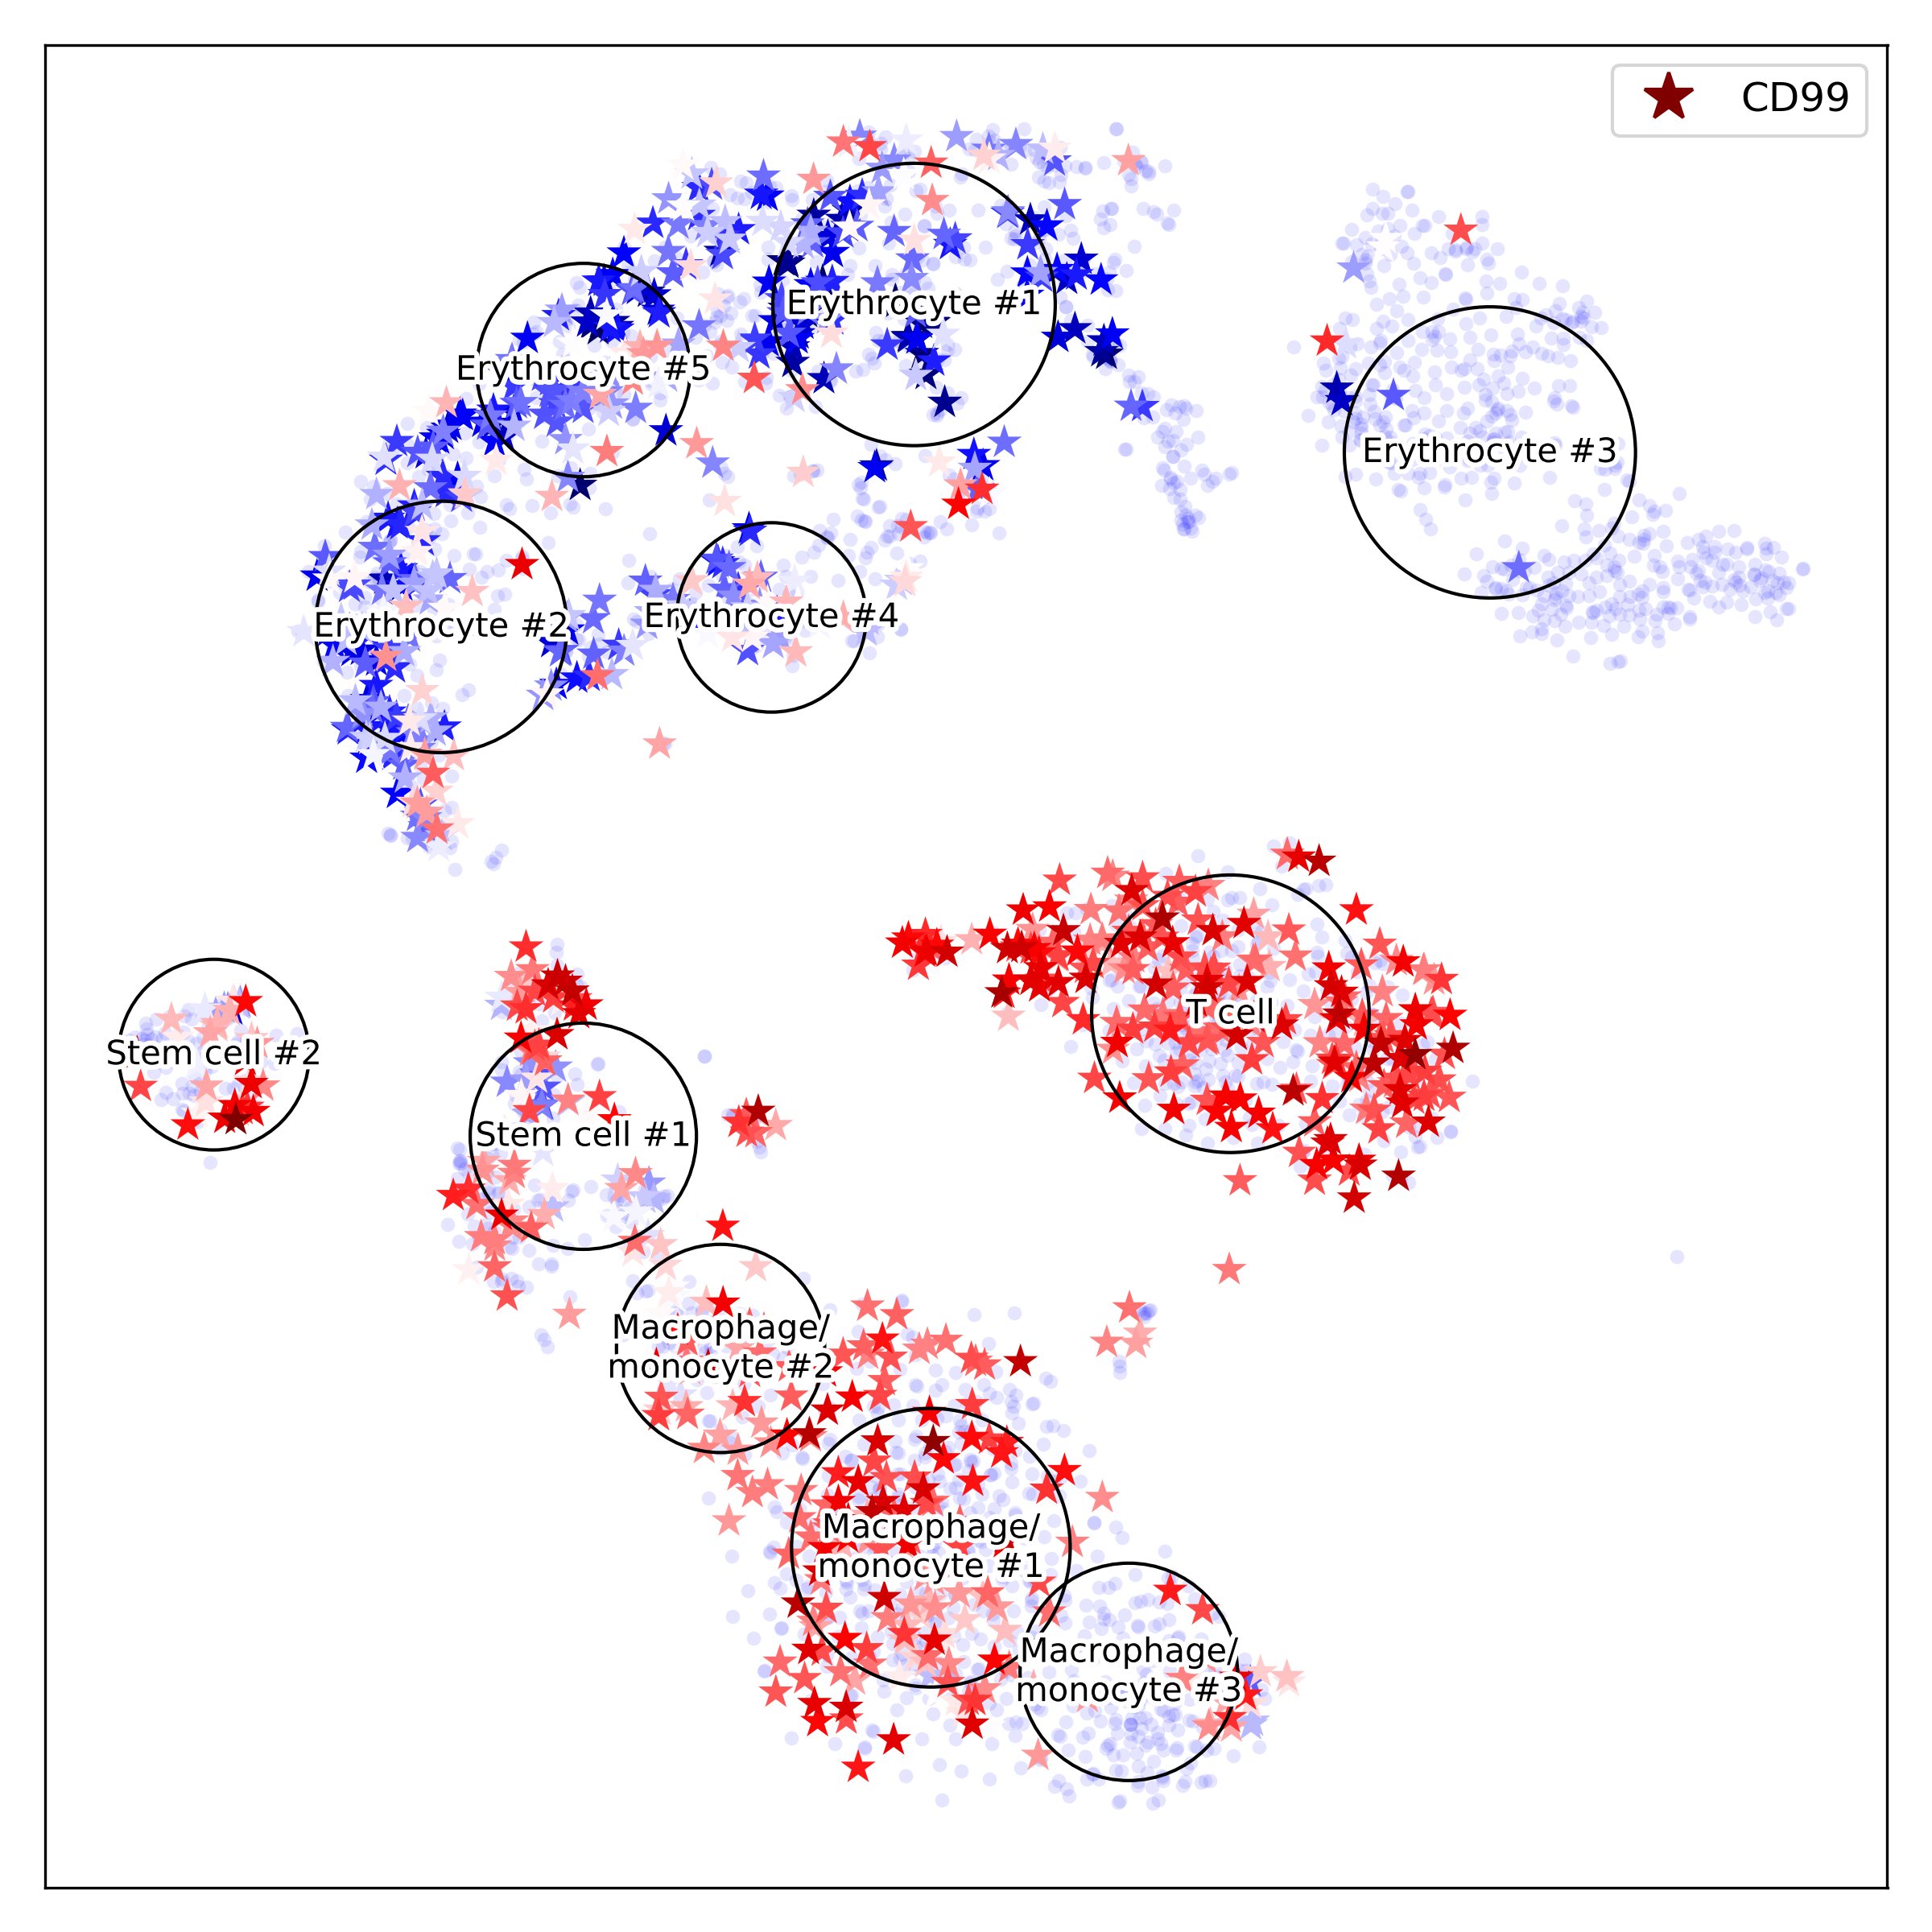 CD99
Erythrocyte #1
Erythrocyte #5
Erythrocyte #3
Erythrocyte #4
Erythrocyte #2
T cell
Stem cell #2
Stem cell #1
Macrophage/
monocyte #2
Macrophage/
monocyte #1
Macrophage/
monocyte #3